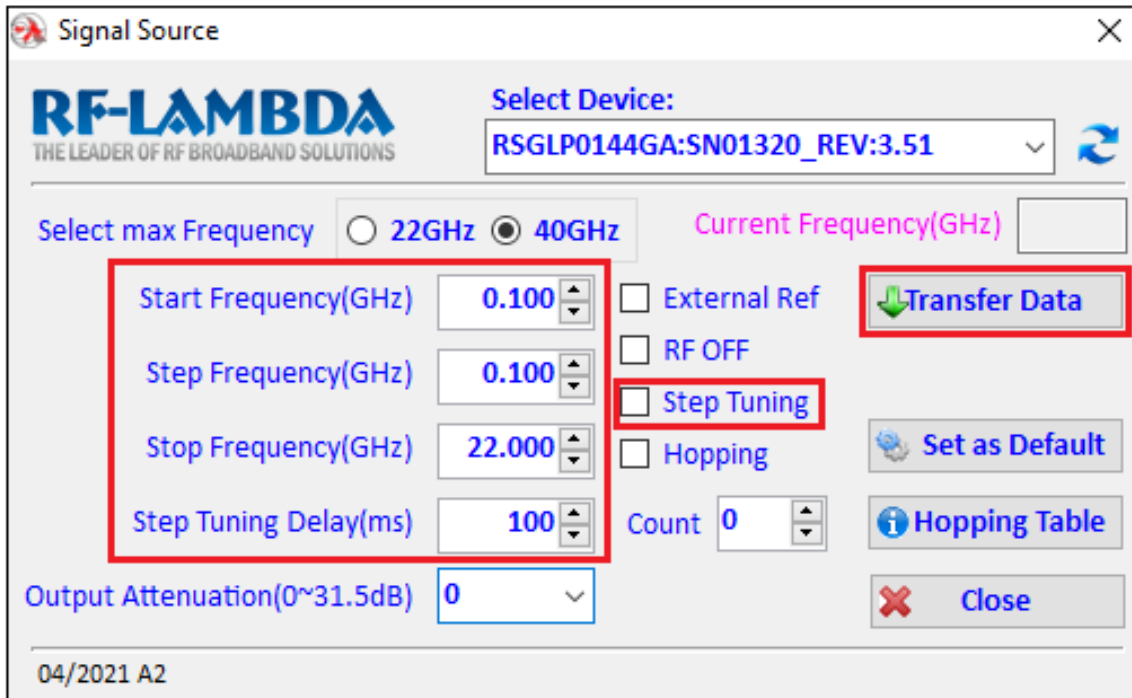 Signal Source
RF-LAMBDA
THE LEADER OF RF BROADBAND SOLUTIONS
Select Device:
RSGLP0144GA:SN01320_REV:3.51
Select max Frequency 22GHz 40GHz
Current Frequency(GHz)
Start Frequency(GHz) 0.100
External Ref
Transfer Data
RF OFF
Step Frequency(GHz) 0.100
Step Tuning
Stop Frequency(GHz) 22.000
Hopping
Set as Default
Step Tuning Delay(ms) 100
Count 0
Hopping Table
Output Attenuation(0~31.5dB) 0
Close
04/2021 A2